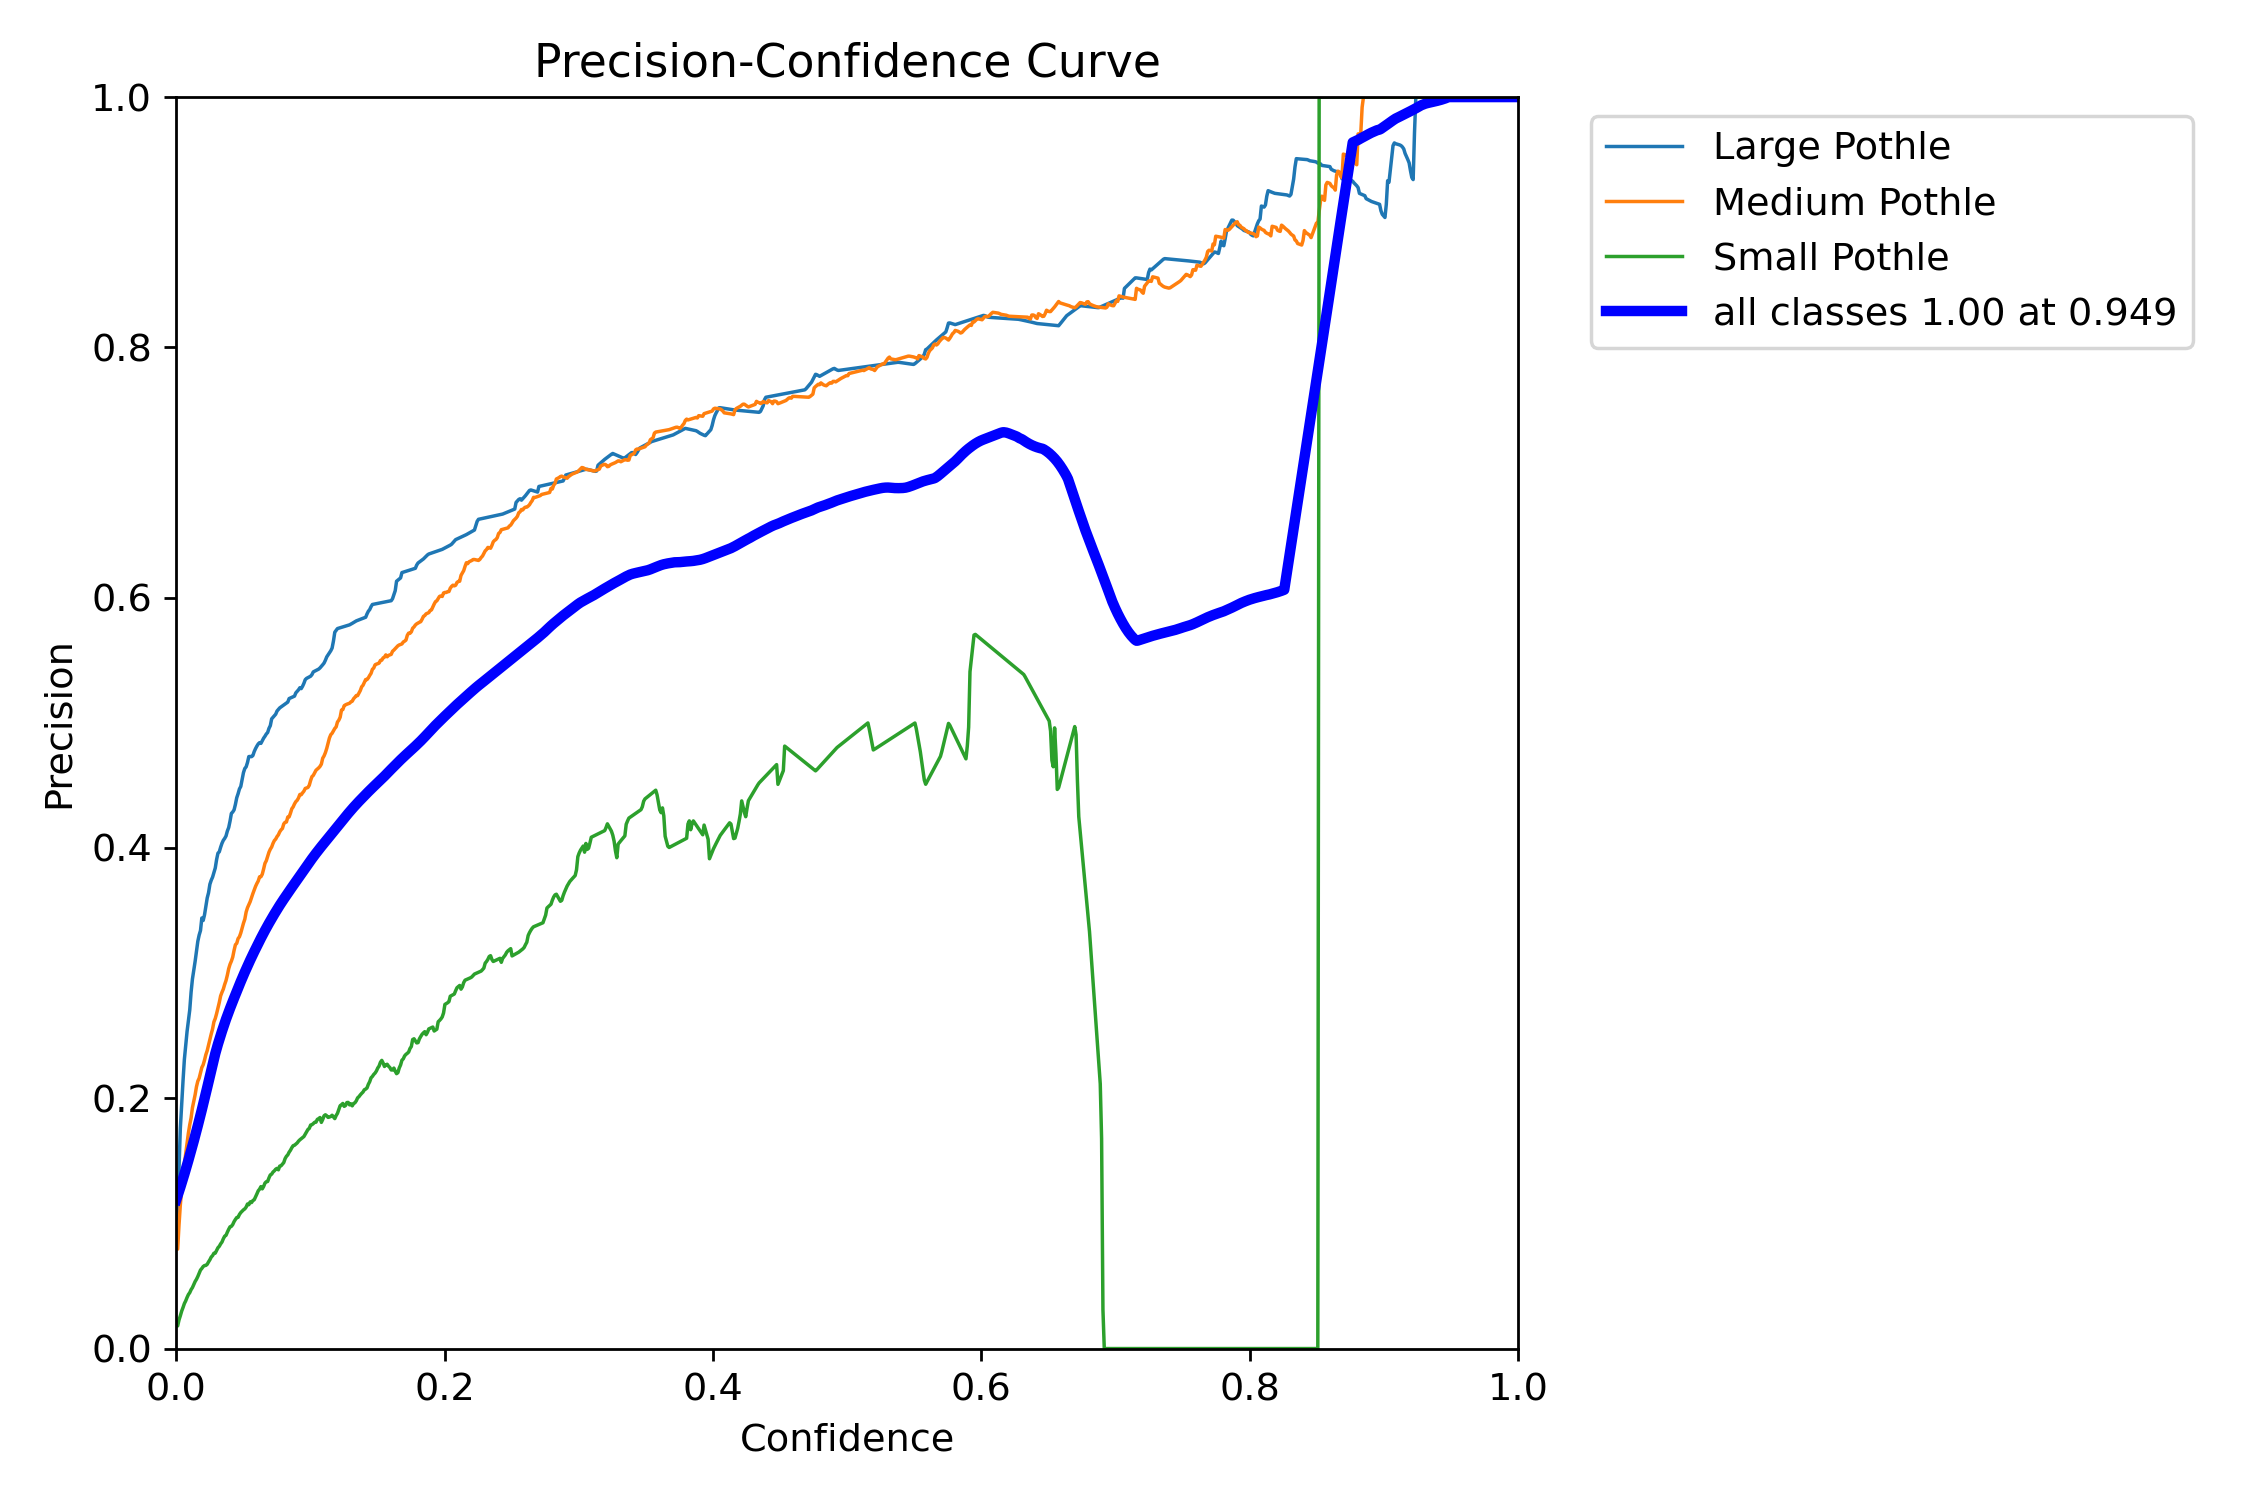 Precision-Confidence Curve
1.0
0.8
0.6
0.4
0.2
0.0
Precision
0.0 0.2 0.4 0.6 0.8 1.0
Confidence
Large Pothle
Medium Pothle
Small Pothle
all classes 1.00 at 0.949